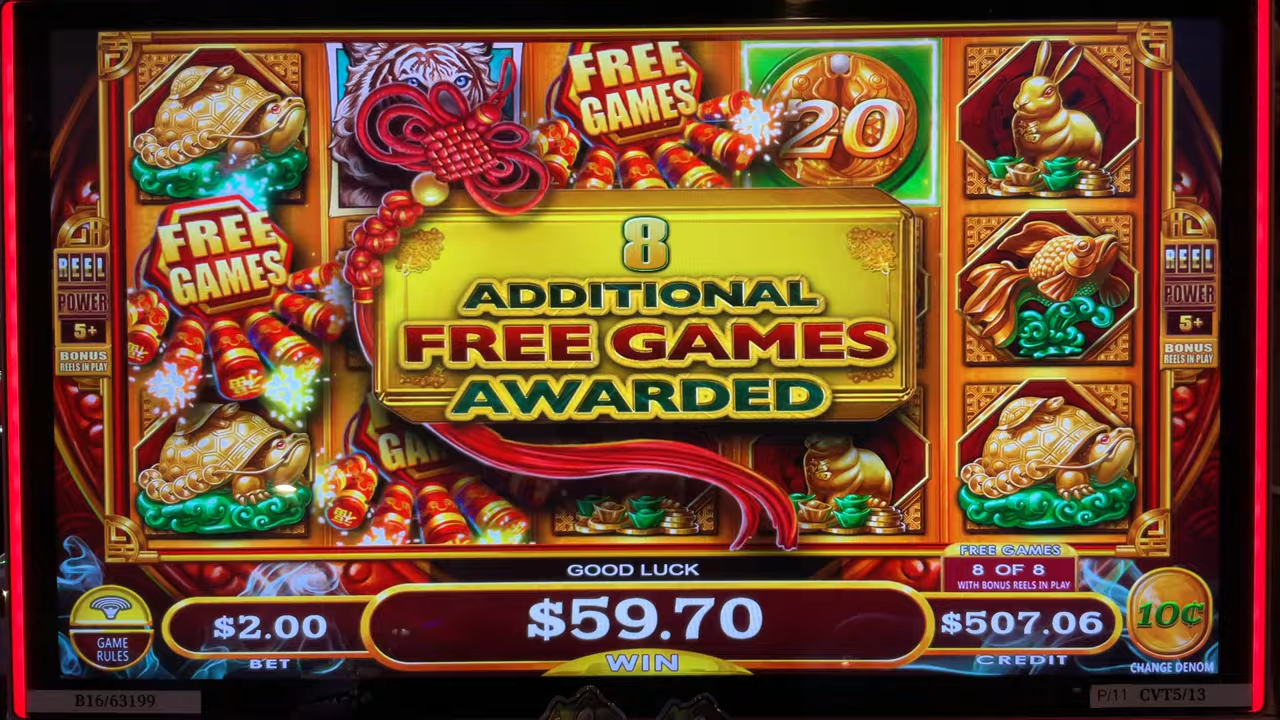 FREE
GAMES
20
FREE
GAMES
8
ADDITIONAL
FREE GAMES
AWARDED
REEL
POWER
5+
BONUS
REELS IN PLAY
REEL
POWER
5+
BONUS
REELS IN PLAY
GOOD LUCK
FREE GAMES
8 OF 8
WITH BONUS REELS IN PLAY
$2.00
BET
$59.70
WIN
$507.06
CREDIT
10¢
CHANGE DENOM
GAME
RULES
B16/63199
P/11 CVT5/13